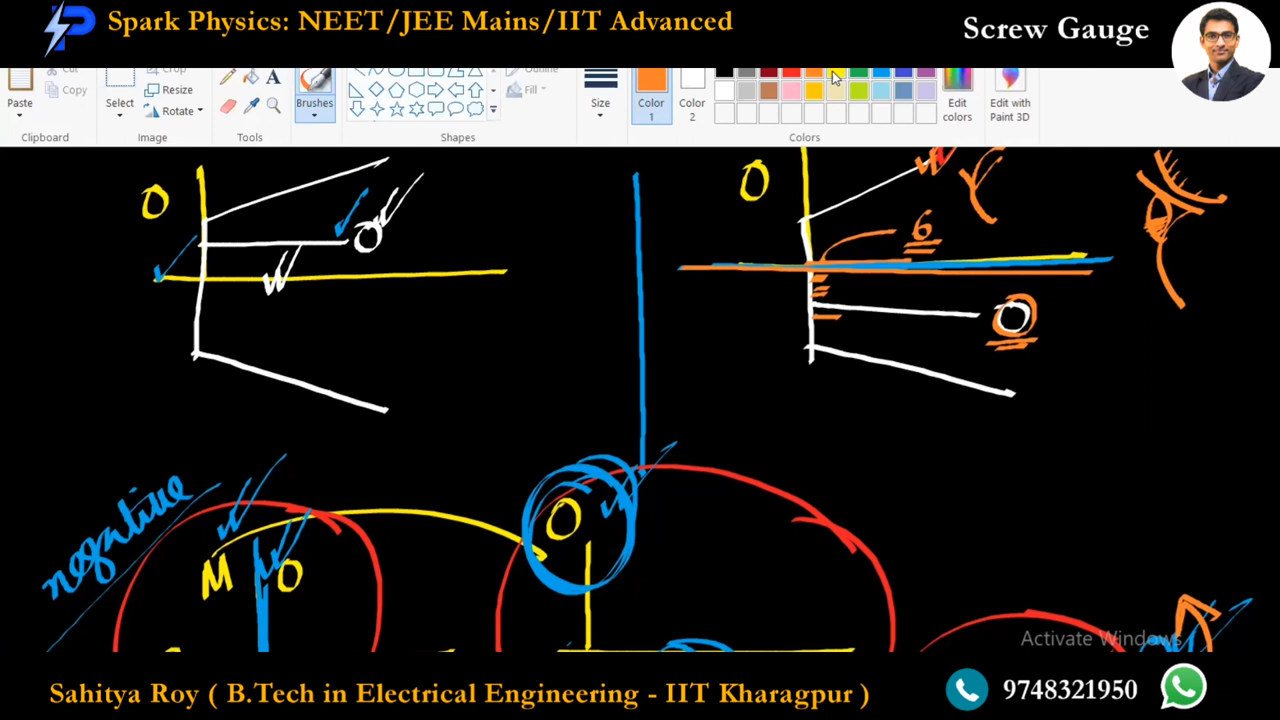 Spark Physics: NEET/JEE Mains/IIT Advanced
Screw Gauge
Cut
Copy
Paste
Clipboard
Crop
Resize
Rotate
Select
Image
A
Tools
Brushes
Outline
Fill
Shapes
Size
Color 1
Color 2
Edit colors
Edit with Paint 3D
Colors
0
0
0
6
0
negative
M
0
0
Activate Windows
Sahitya Roy ( B.Tech in Electrical Engineering - IIT Kharagpur )
9748321950